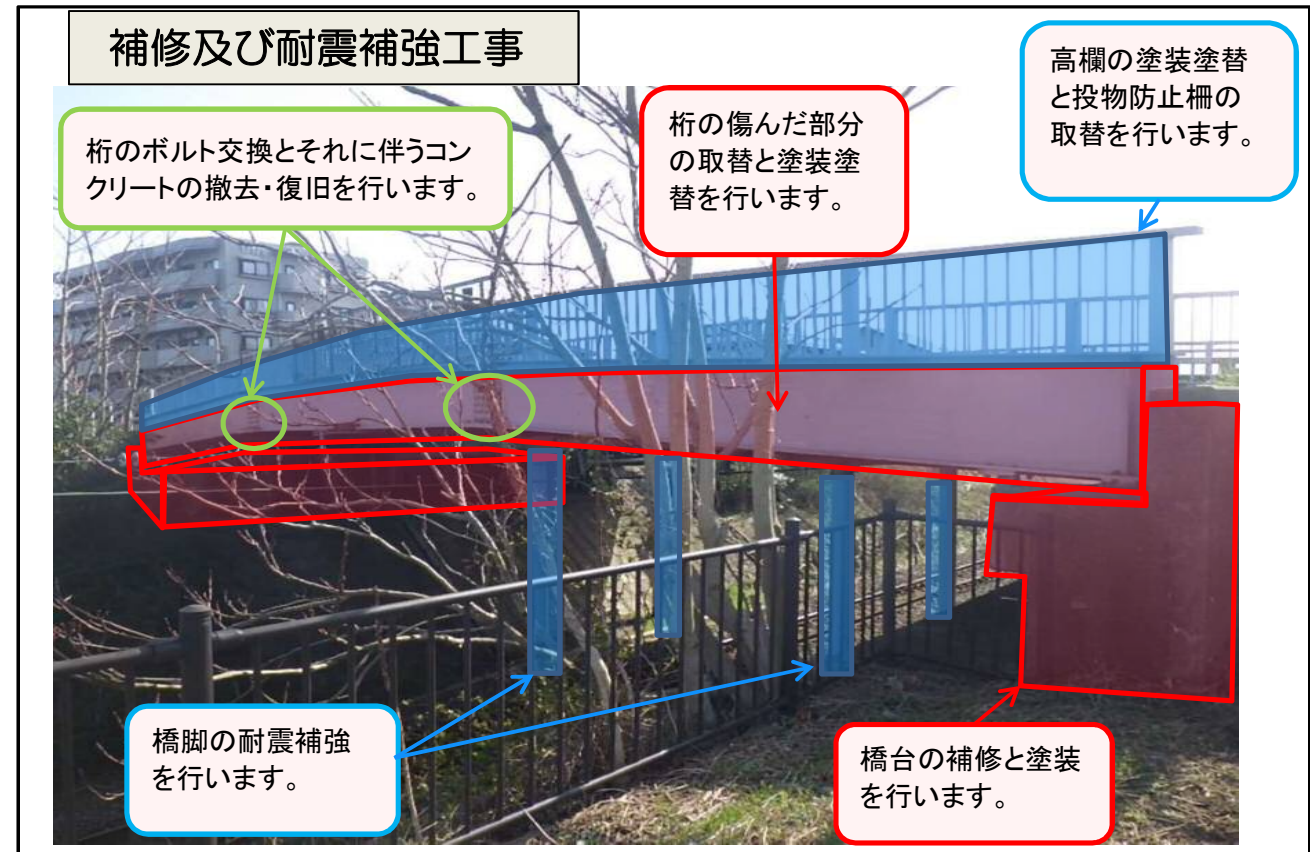 補修及び耐震補強工事
高欄の塗装塗替
と投物防止柵の
取替を行います。
桁の傷んだ部分
の取替と塗装塗
替を行います。
桁のボルト交換とそれに伴うコン
クリートの撤去・復旧を行います。
橋脚の耐震補強
を行います。
橋台の補修と塗装
を行います。